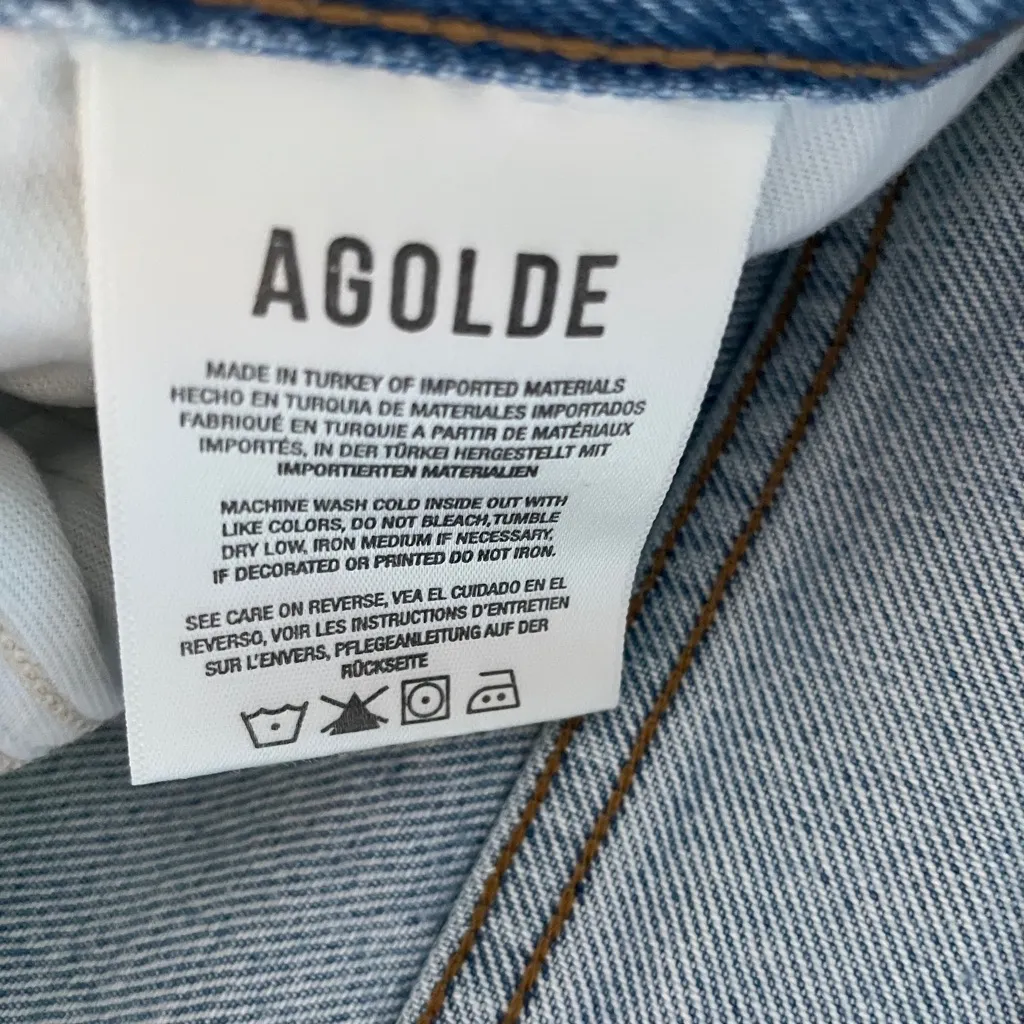 AGOLDE
MADE IN TURKEY OF IMPORTED MATERIALS
HECHO EN TURQUIA DE MATERIALES IMPORTADOS
FABRIQUÉ EN TURQUIE A PARTIR DE MATÉRIAUX
IMPORTÉS, IN DER TÜRKEI HERGESTELLT MIT
IMPORTIERTEN MATERIALIEN
MACHINE WASH COLD INSIDE OUT WITH
LIKE COLORS, DO NOT BLEACH, TUMBLE
DRY LOW, IRON MEDIUM IF NECESSARY,
IF DECORATED OR PRINTED DO NOT IRON.
SEE CARE ON REVERSE, VEA EL CUIDADO EN EL
REVERSO, VOIR LES INSTRUCTIONS D'ENTRETIEN
SUR L'ENVERS, PFLEGEANLEITUNG AUF DER
RÜCKSEITE